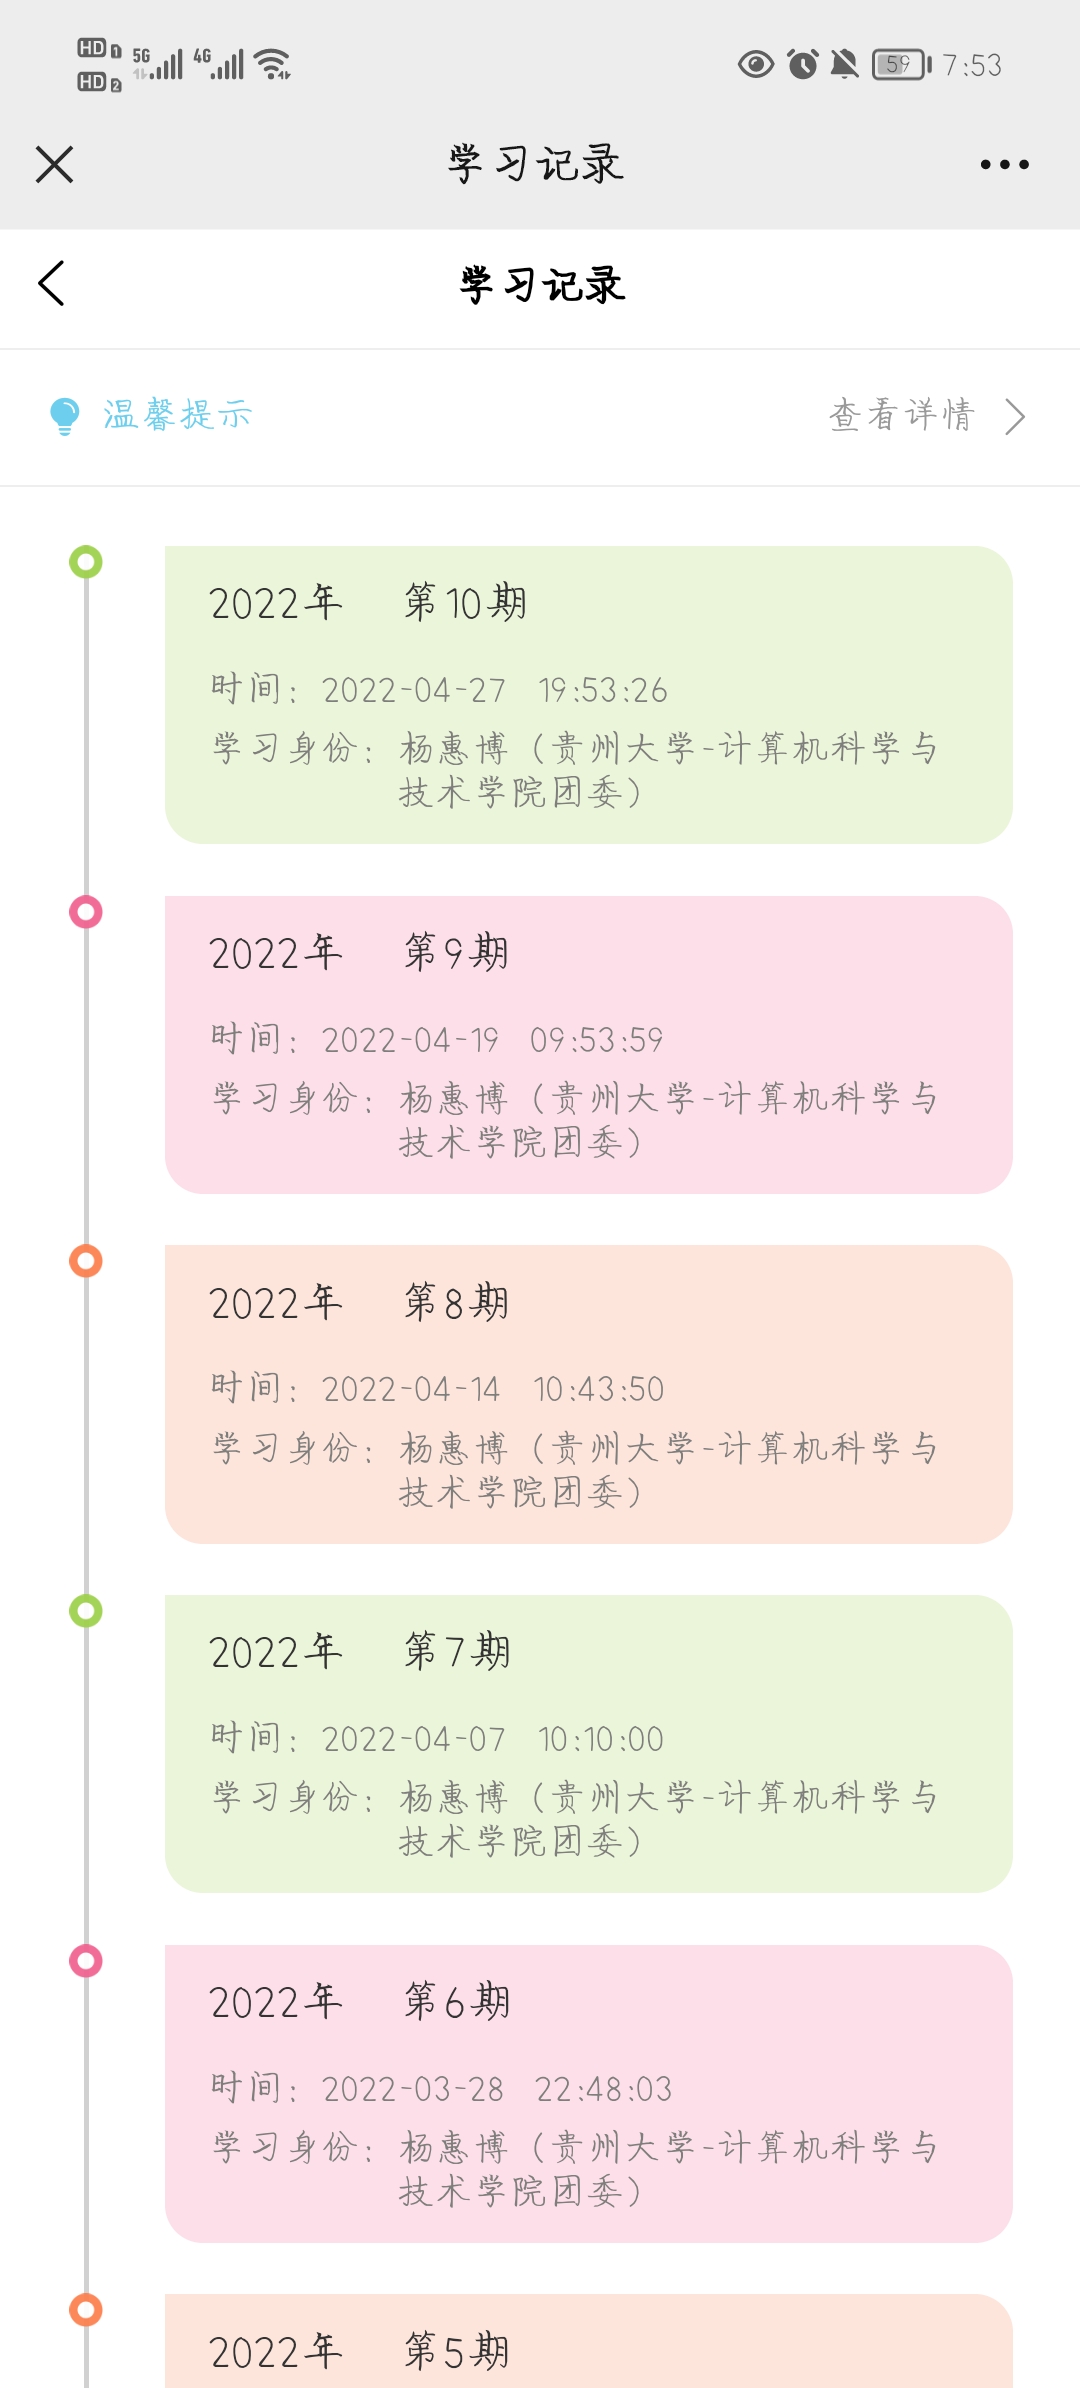 HD 1 5G 4G 59 7:53
HD 2
学习记录
学习记录
温馨提示 查看详情
2022年 第10期
时间: 2022-04-27 19:53:26
学习身份: 杨惠博（贵州大学-计算机科学与
技术学院团委）
2022年 第9期
时间: 2022-04-19 09:53:59
学习身份: 杨惠博（贵州大学-计算机科学与
技术学院团委）
2022年 第8期
时间: 2022-04-14 10:43:50
学习身份: 杨惠博（贵州大学-计算机科学与
技术学院团委）
2022年 第7期
时间: 2022-04-07 10:10:00
学习身份: 杨惠博（贵州大学-计算机科学与
技术学院团委）
2022年 第6期
时间: 2022-03-28 22:48:03
学习身份: 杨惠博（贵州大学-计算机科学与
技术学院团委）
2022年 第5期